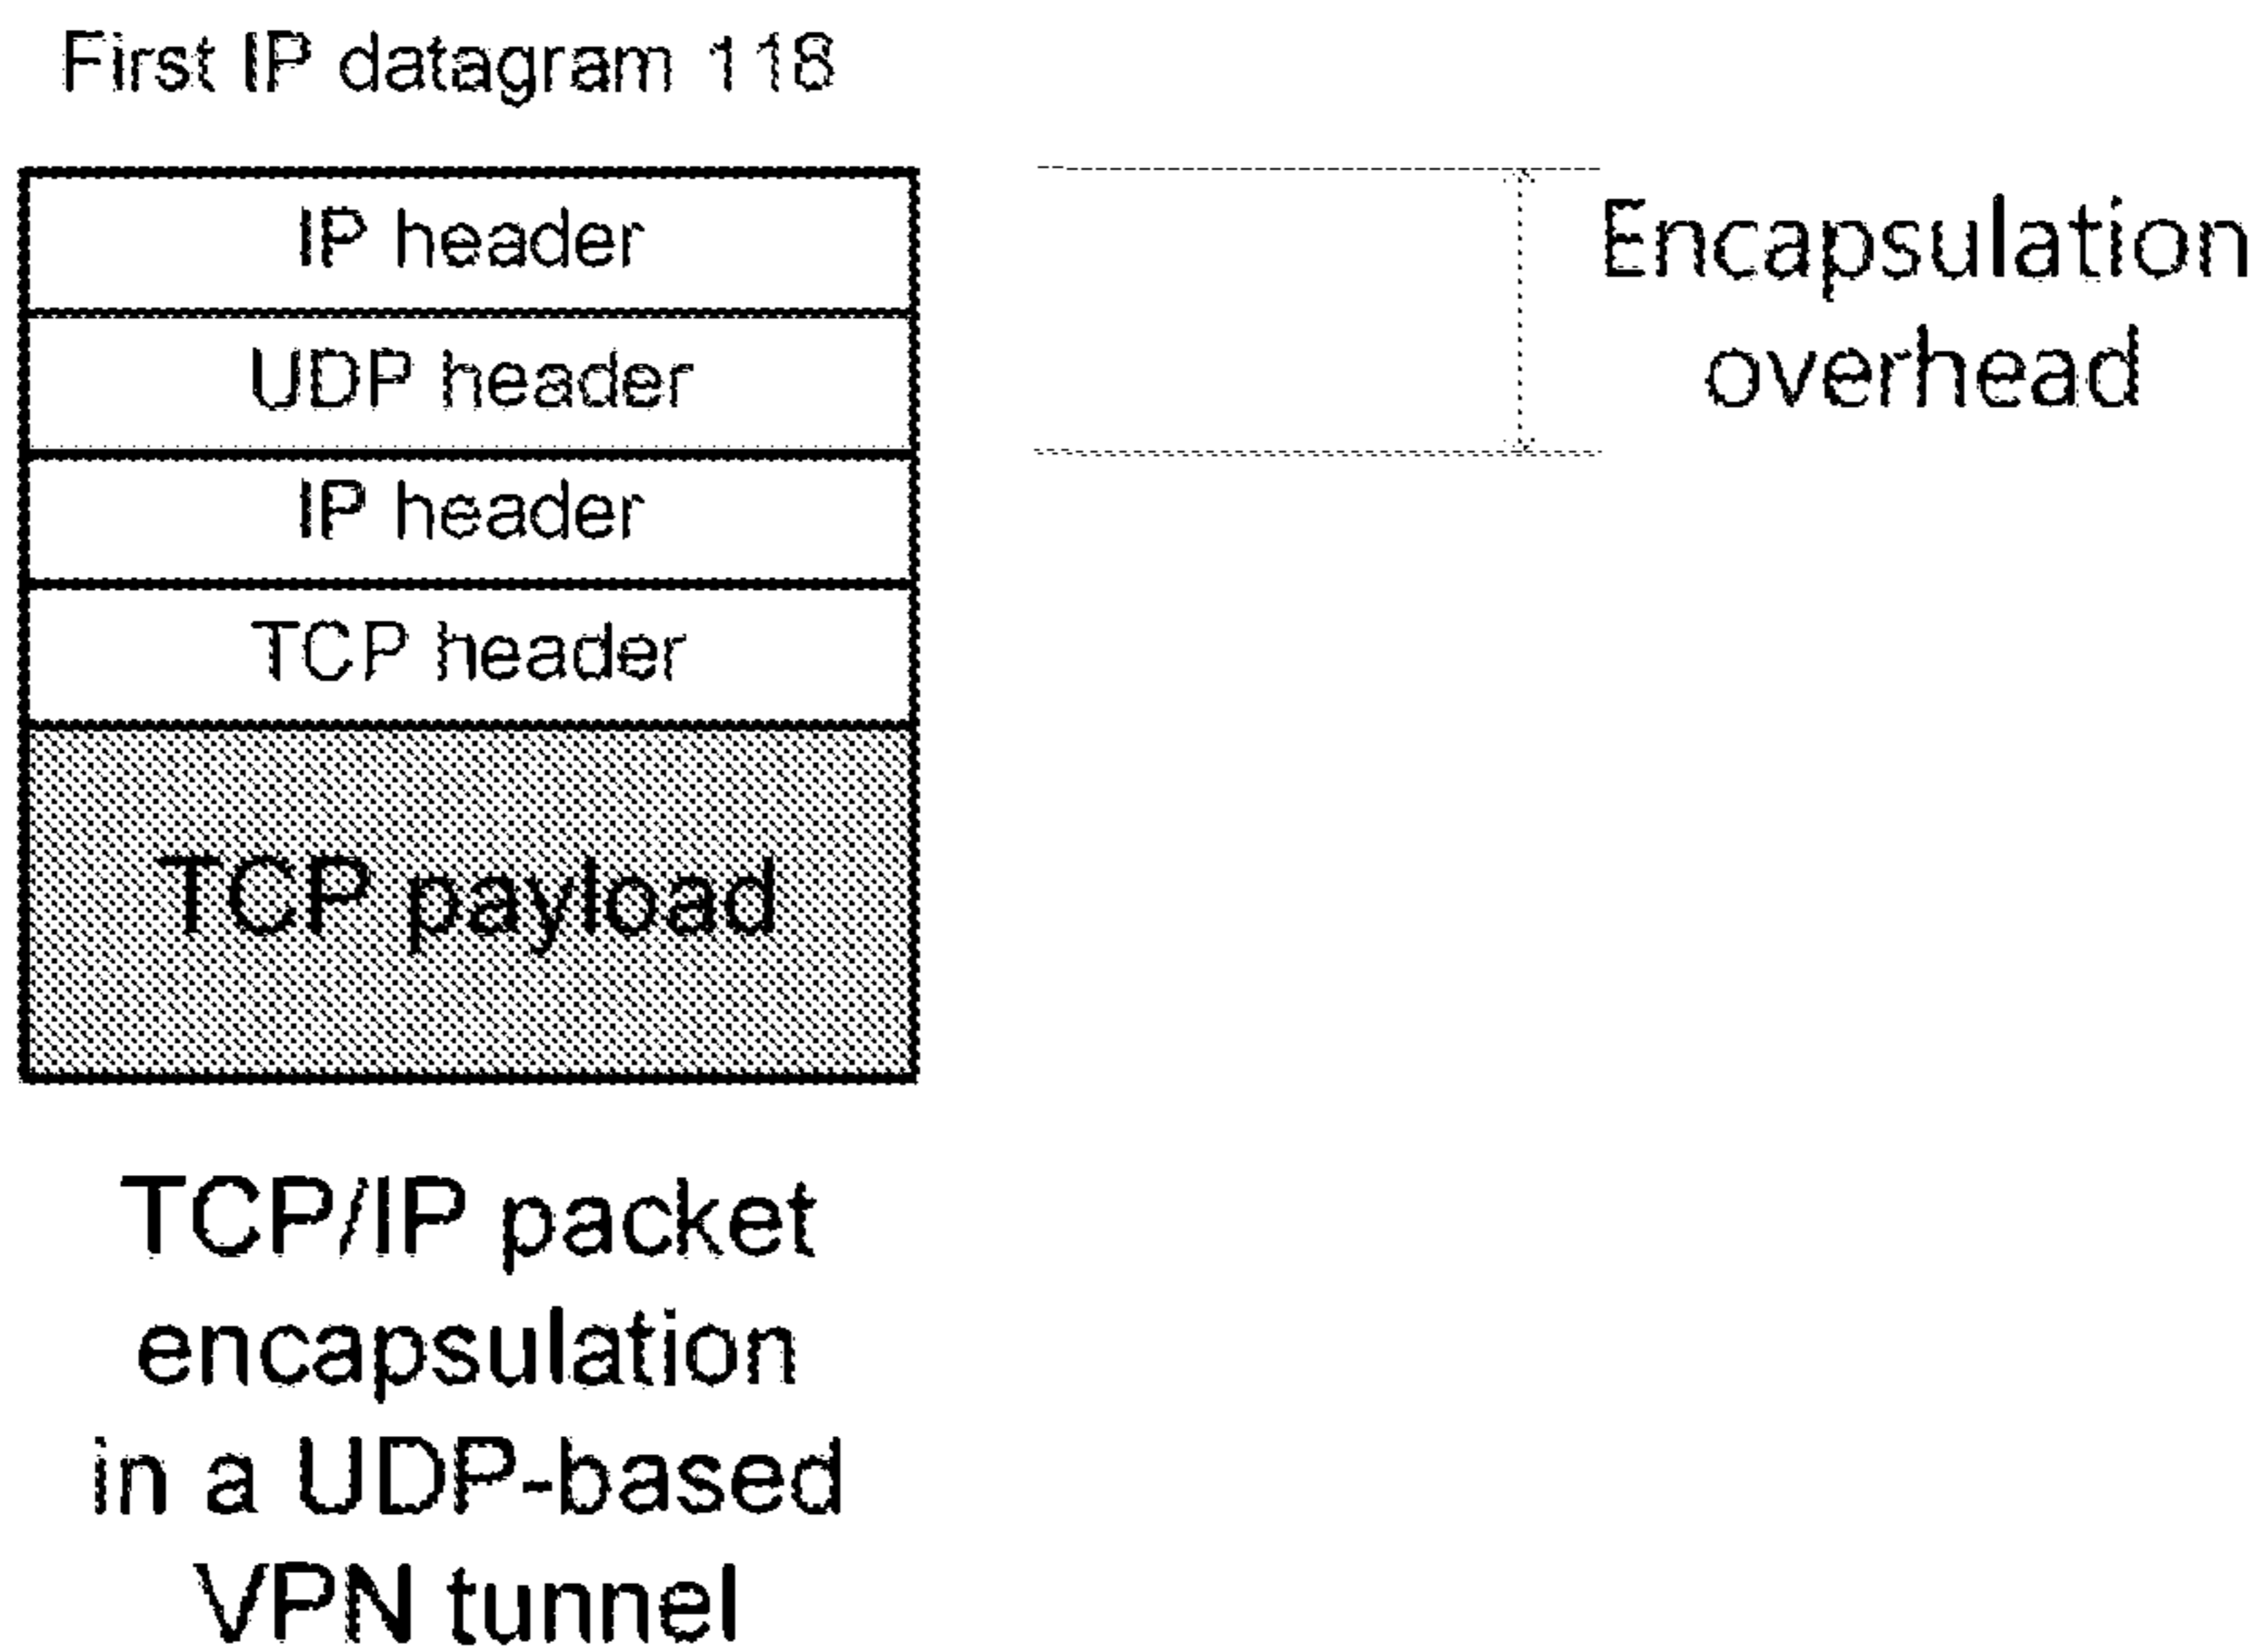 First IP datagram 118
IP header
Encapsulation
overhead
UDP header
IP header
TCP header
TCP payload
TCP/IP packet
encapsulation
in a UDP-based
VPN tunnel